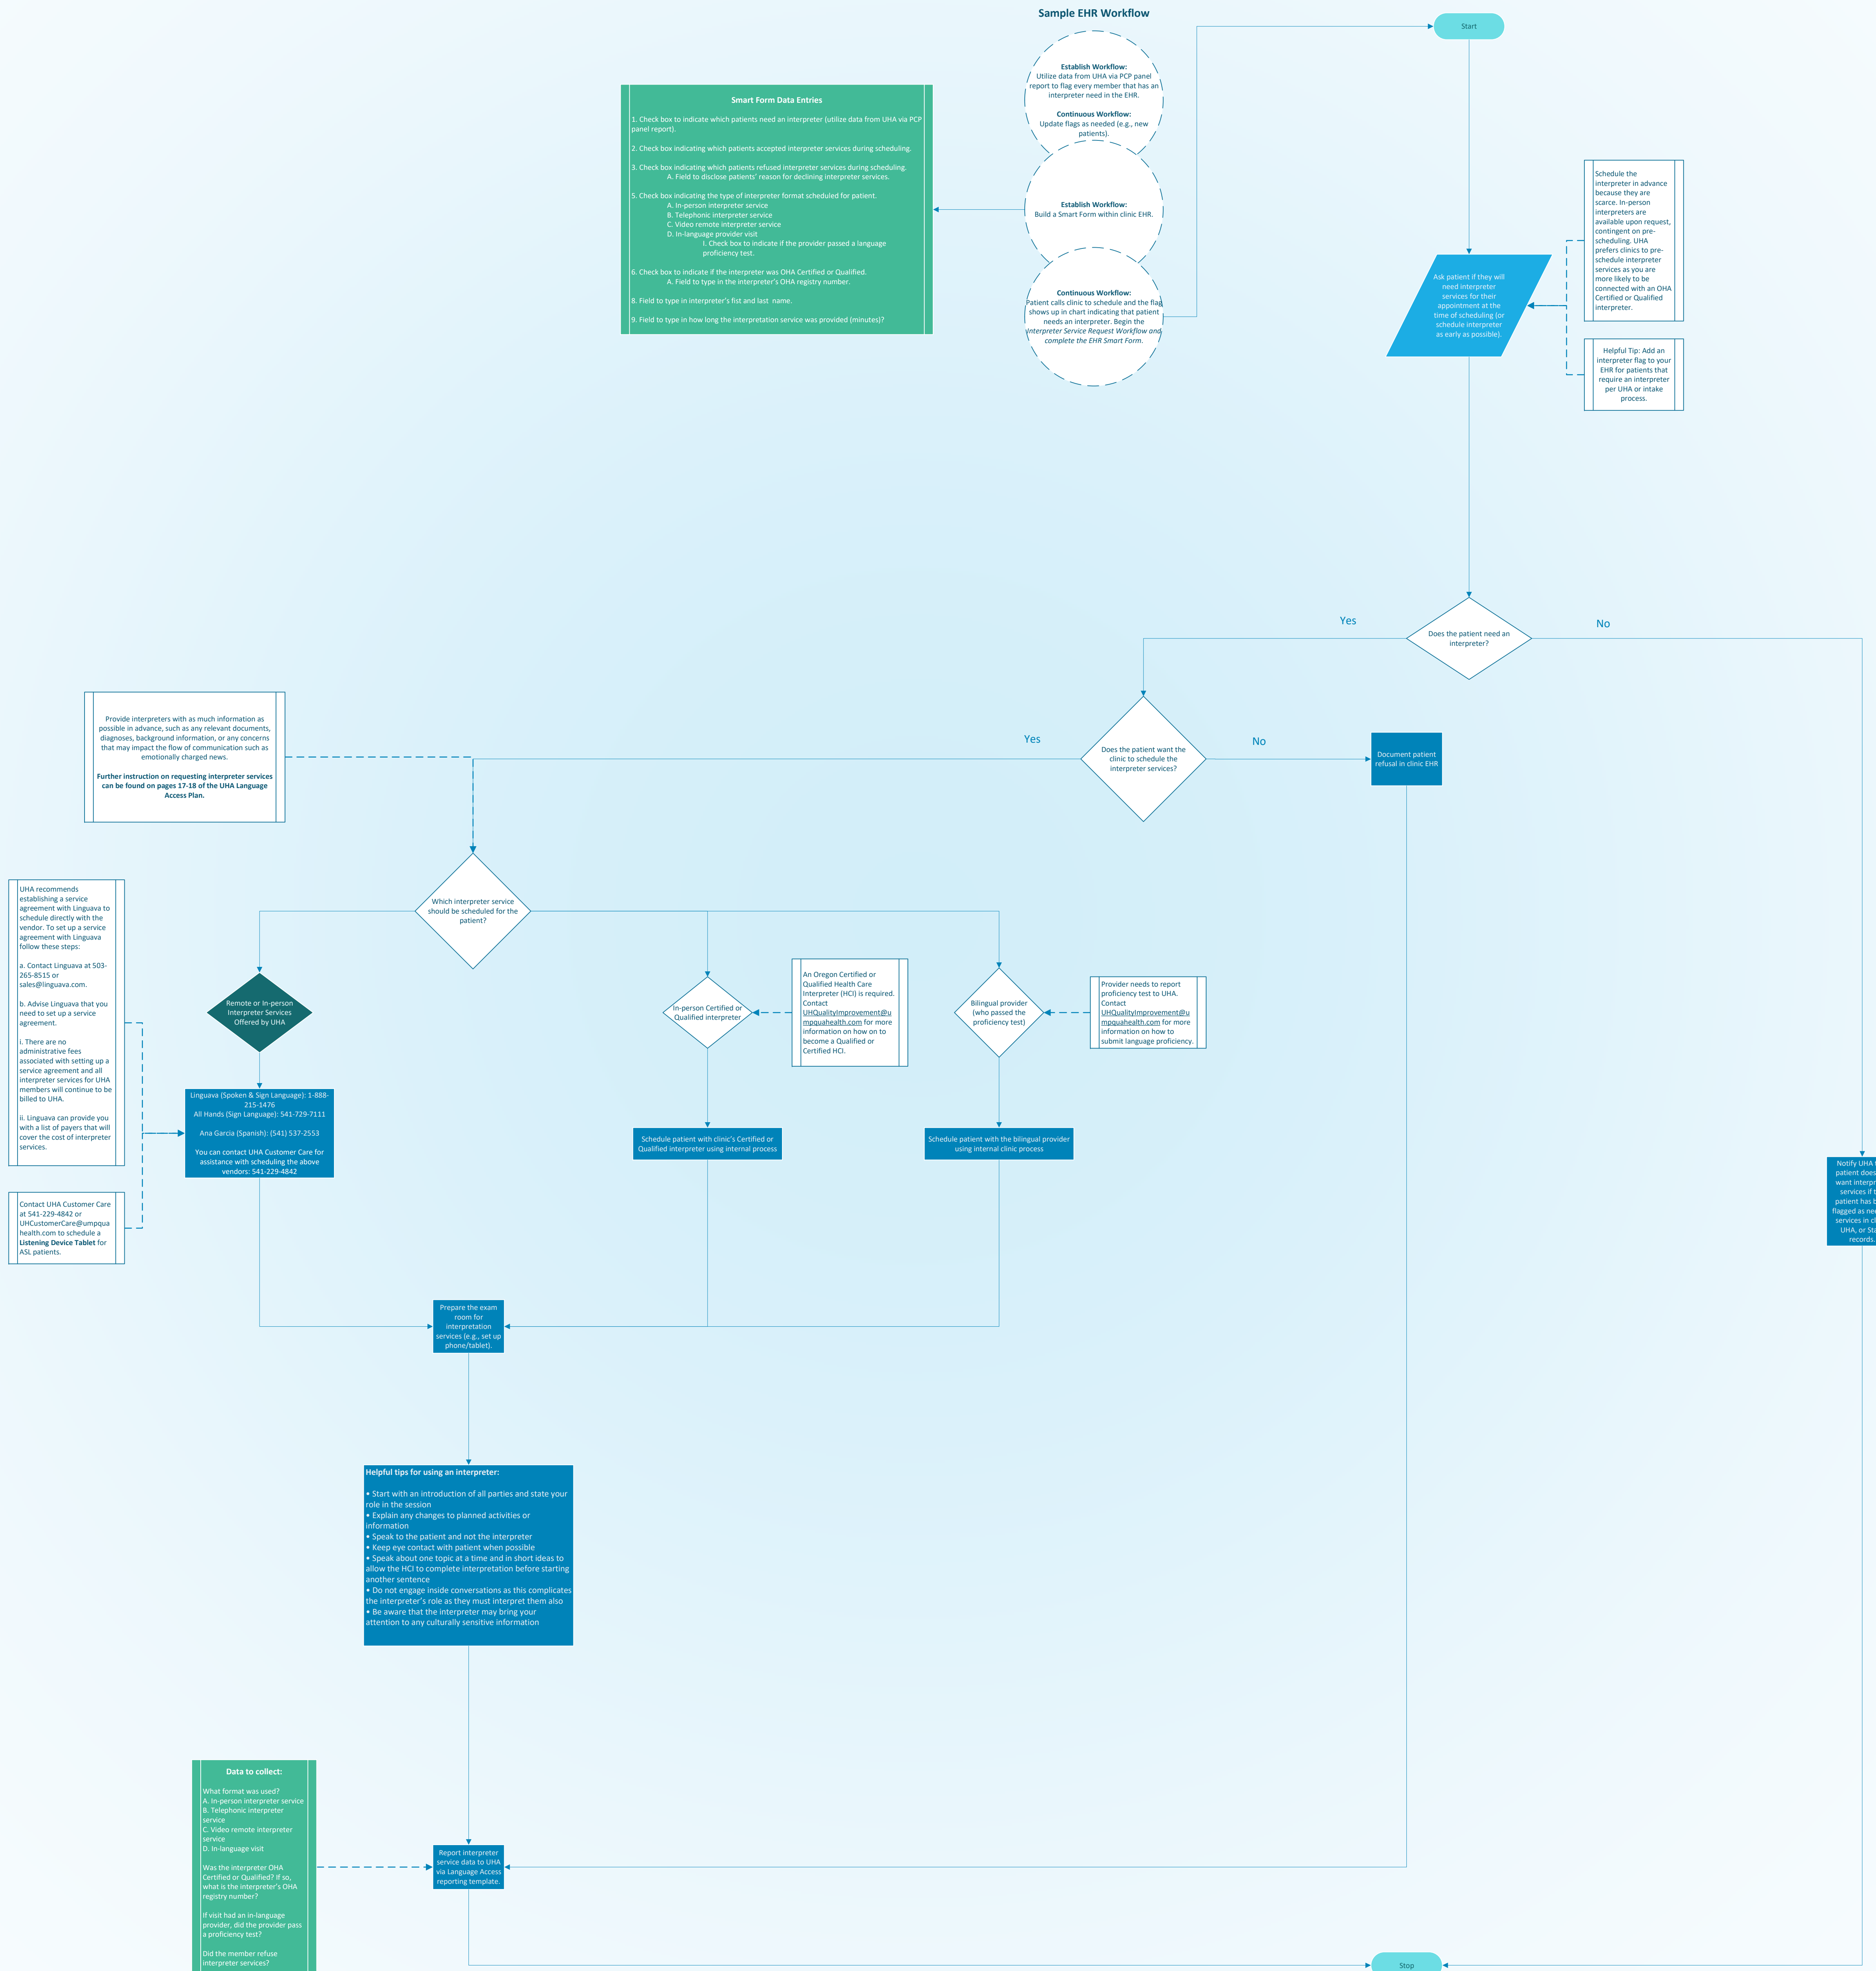 Sample EHR Workflow
Start
Establish Workflow:
Utilize data from UHA via PCP panel
report to flag every member that has an
interpreter need in the EHR.
Continuous Workflow:
Update flags as needed (e.g., new
patients).
Establish Workflow:
Build a Smart Form within clinic EHR.
Continuous Workflow:
Patient calls clinic to schedule and the flag
shows up in chart indicating that patient
needs an interpreter. Begin the
Interpreter Service Request Workflow and
complete the EHR Smart Form.
Smart Form Data Entries
1. Check box to indicate which patients need an interpreter (utilize data from UHA via PCP
panel report).
2. Check box indicating which patients accepted interpreter services during scheduling.
3. Check box indicating which patients refused interpreter services during scheduling.
A. Field to disclose patients' reason for declining interpreter services.
5. Check box indicating the type of interpreter format scheduled for patient.
A. In-person interpreter service
B. Telephonic interpreter service
C. Video remote interpreter service
D. In-language provider visit
I. Check box to indicate if the provider passed a language
proficiency test.
6. Check box to indicate if the interpreter was OHA Certified or Qualified.
A. Field to type in the interpreter's OHA registry number.
8. Field to type in interpreter's fist and last  name.
9. Field to type in how long the interpretation service was provided (minutes)?
Schedule the
interpreter in advance
because they are
scarce. In-person
interpreters are
available upon request,
contingent on pre-
scheduling. UHA
prefers clinics to pre-
schedule interpreter
services as you are
more likely to be
connected with an OHA
Certified or Qualified
interpreter.
Ask patient if they will
need interpreter
services for their
appointment at the
time of scheduling (or
schedule interpreter
as early as possible).
Helpful Tip: Add an
interpreter flag to your
EHR for patients that
require an interpreter
per UHA or intake
process.
Does the patient need an
interpreter?
Yes
No
Does the patient want the
clinic to schedule the
interpreter services?
Yes
No
Document patient
refusal in clinic EHR
Provide interpreters with as much information as
possible in advance, such as any relevant documents,
diagnoses, background information, or any concerns
that may impact the flow of communication such as
emotionally charged news.
Further instruction on requesting interpreter services
can be found on pages 17-18 of the UHA Language
Access Plan.
Which interpreter service
should be scheduled for the
patient?
UHA recommends
establishing a service
agreement with Linguava to
schedule directly with the
vendor. To set up a service
agreement with Linguava
follow these steps:
a. Contact Linguava at 503-
265-8515 or
sales@linguava.com.
b. Advise Linguava that you
need to set up a service
agreement.
i. There are no
administrative fees
associated with setting up a
service agreement and all
interpreter services for UHA
members will continue to be
billed to UHA.
ii. Linguava can provide you
with a list of payers that will
cover the cost of interpreter
services.
Remote or In-person
Interpreter Services
Offered by UHA
In-person Certified or
Qualified interpreter
An Oregon Certified or
Qualified Health Care
Interpreter (HCI) is required.
Contact
UHQualityImprovement@u
mpquahealth.com for more
information on how on to
become a Qualified or
Certified HCI.
Bilingual provider
(who passed the
proficiency test)
Provider needs to report
proficiency test to UHA.
Contact
UHQualityImprovement@u
mpquahealth.com for more
information on how to
submit language proficiency.
Linguava (Spoken & Sign Language): 1-888-
215-1476
All Hands (Sign Language): 541-729-7111
Ana Garcia (Spanish): (541) 537-2553
You can contact UHA Customer Care for
assistance with scheduling the above
vendors: 541-229-4842
Schedule patient with clinic's Certified or
Qualified interpreter using internal process
Schedule patient with the bilingual provider
using internal clinic process
Contact UHA Customer Care
at 541-229-4842 or
UHCustomerCare@umpqua
health.com to schedule a
Listening Device Tablet for
ASL patients.
Notify UHA
patient does
want
services if
patient has
flagged as
services in
UHA, or
records.
Prepare the exam
room for
interpretation
services (e.g., set up
phone/tablet).
Helpful tips for using an interpreter:
• Start with an introduction of all parties and state your
role in the session
• Explain any changes to planned activities or
information
• Speak to the patient and not the interpreter
• Keep eye contact with patient when possible
• Speak about one topic at a time and in short ideas to
allow the HCI to complete interpretation before starting
another sentence
• Do not engage inside conversations as this complicates
the interpreter's role as they must interpret them also
• Be aware that the interpreter may bring your
attention to any culturally sensitive information
Data to collect:
What format was used?
A. In-person interpreter service
B. Telephonic interpreter
service
C. Video remote interpreter
service
D. In-language visit
Was the interpreter OHA
Certified or Qualified? If so,
what is the interpreter's OHA
registry number?
If visit had an in-language
provider, did the provider pass
a proficiency test?
Did the member refuse
interpreter services?
Report interpreter
service data to UHA
via Language Access
reporting template.
Stop